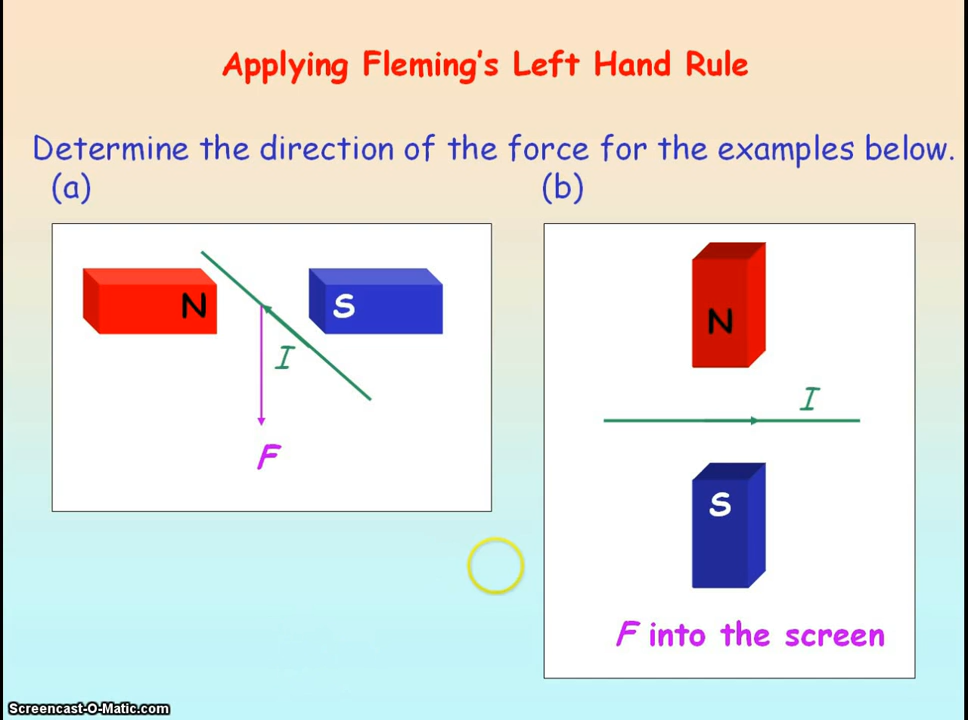 Applying Fleming's Left Hand Rule
Determine the direction of the force for the examples below.
(a) (b)
N S
I
F
N
I
S
F into the screen
Screencast-O-Matic.com